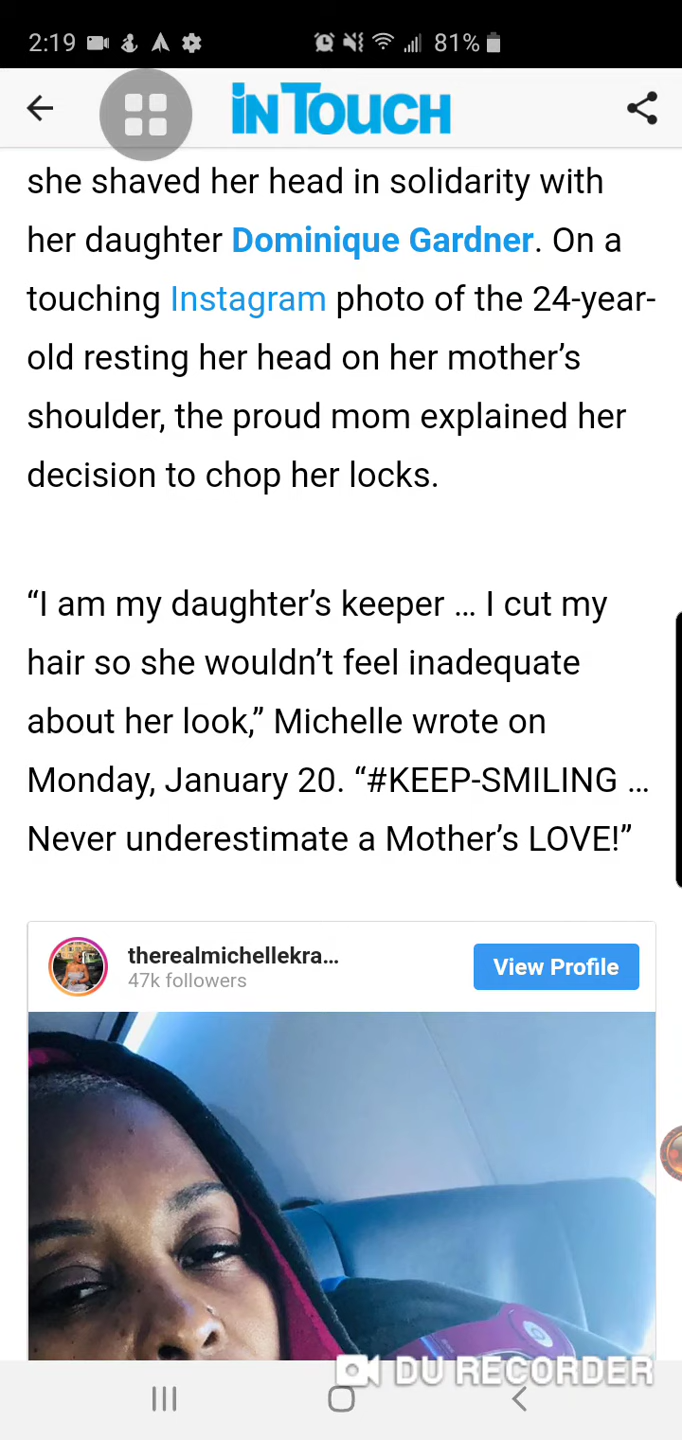 2:19
81%
iNTOUCH
she shaved her head in solidarity with
her daughter Dominique Gardner. On a
touching Instagram photo of the 24-year-
old resting her head on her mother’s
shoulder, the proud mom explained her
decision to chop her locks.
“I am my daughter’s keeper … I cut my
hair so she wouldn’t feel inadequate
about her look,” Michelle wrote on
Monday, January 20. “#KEEP-SMILING …
Never underestimate a Mother’s LOVE!”
therealmichellekra...
View Profile
47k followers
DU RECORDER